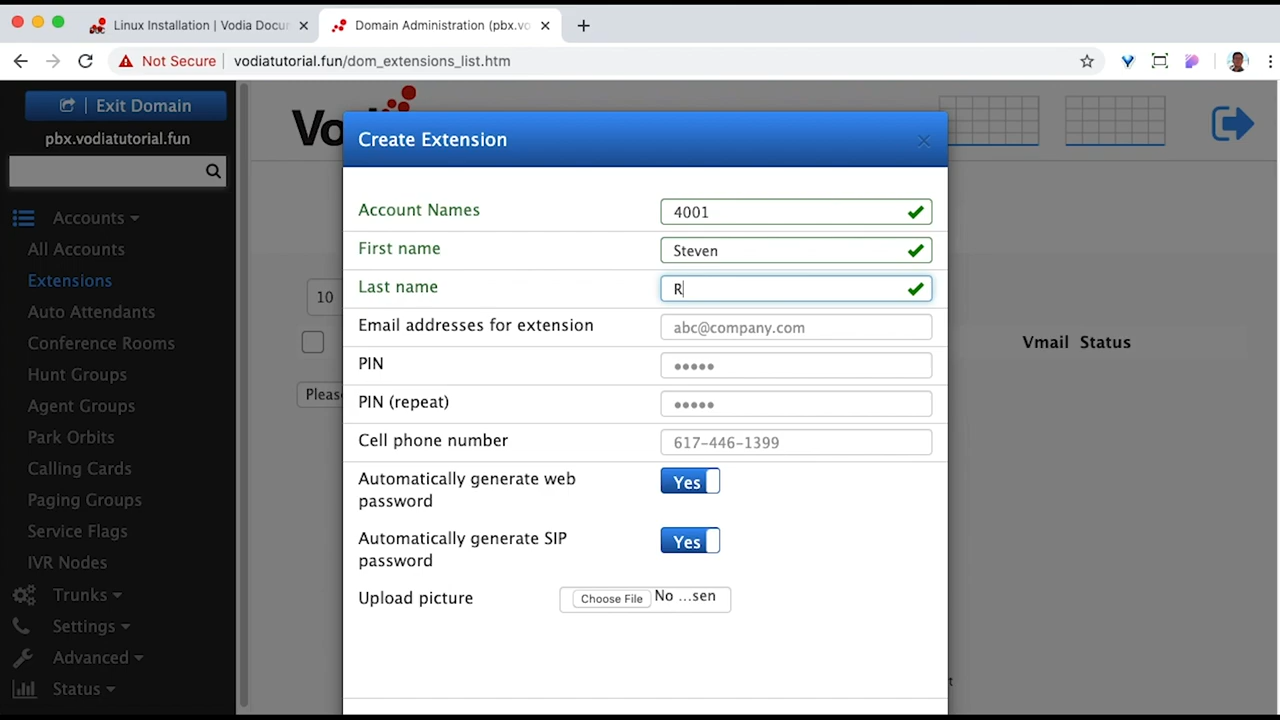 Linux Installation | Vodia Docu
Domain Administration (pbx.vo
Not Secure
vodiatutorial.fun/dom_extensions_list.htm
Exit Domain
pbx.vodiatutorial.fun
Accounts
All Accounts
Extensions
Auto Attendants
Conference Rooms
Hunt Groups
Agent Groups
Park Orbits
Calling Cards
Paging Groups
Service Flags
IVR Nodes
Trunks
Settings
Advanced
Status
Vo
10
Pleas
Vmail Status
Create Extension
Account Names
4001
First name
Steven
Last name
R
Email addresses for extension
abc@company.com
PIN
•••••
PIN (repeat)
•••••
Cell phone number
617-446-1399
Automatically generate web
password
Yes
Automatically generate SIP
password
Yes
Upload picture
Choose File No ...sen